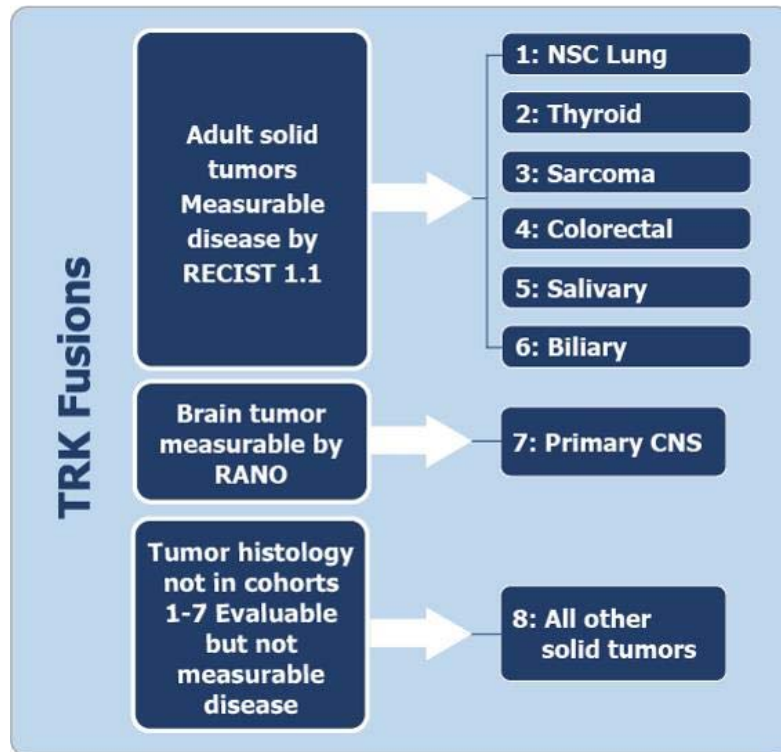 TRK Fusions
Adult solid
tumors
Measurable
disease by
RECIST 1.1
1: NSC Lung
2: Thyroid
3: Sarcoma
4: Colorectal
5: Salivary
6: Biliary
Brain tumor
measurable by
RANO
7: Primary CNS
Tumor histology
not in cohorts
1-7 Evaluable
but not
measurable
disease
8: All other
solid tumors